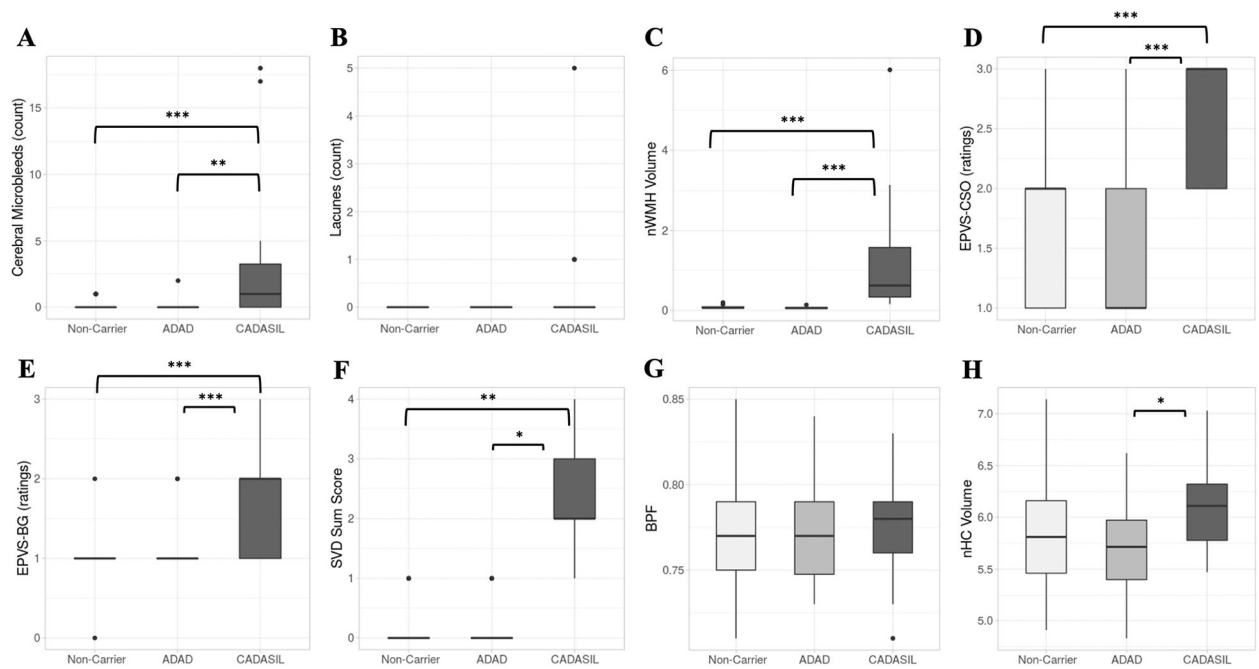 A
Cerebral Microbleeds (count)
15
10
5
0
***
**
Non-Carrier ADAD CADASIL
B
Lacunes (count)
5
4
3
2
1
0
Non-Carrier ADAD CADASIL
C
nWMH Volume
6
4
2
0
***
***
Non-Carrier ADAD CADASIL
D
EPVS-CSO (ratings)
3.0
2.5
2.0
1.5
1.0
***
***
Non-Carrier ADAD CADASIL
E
EPVS-BG (ratings)
3
2
1
0
***
***
Non-Carrier ADAD CADASIL
F
SVD Sum Score
4
3
2
1
0
**
*
Non-Carrier ADAD CADASIL
G
BPF
0.85
0.80
0.75
Non-Carrier ADAD CADASIL
H
nHC Volume
7.0
6.5
6.0
5.5
5.0
*
Non-Carrier ADAD CADASIL